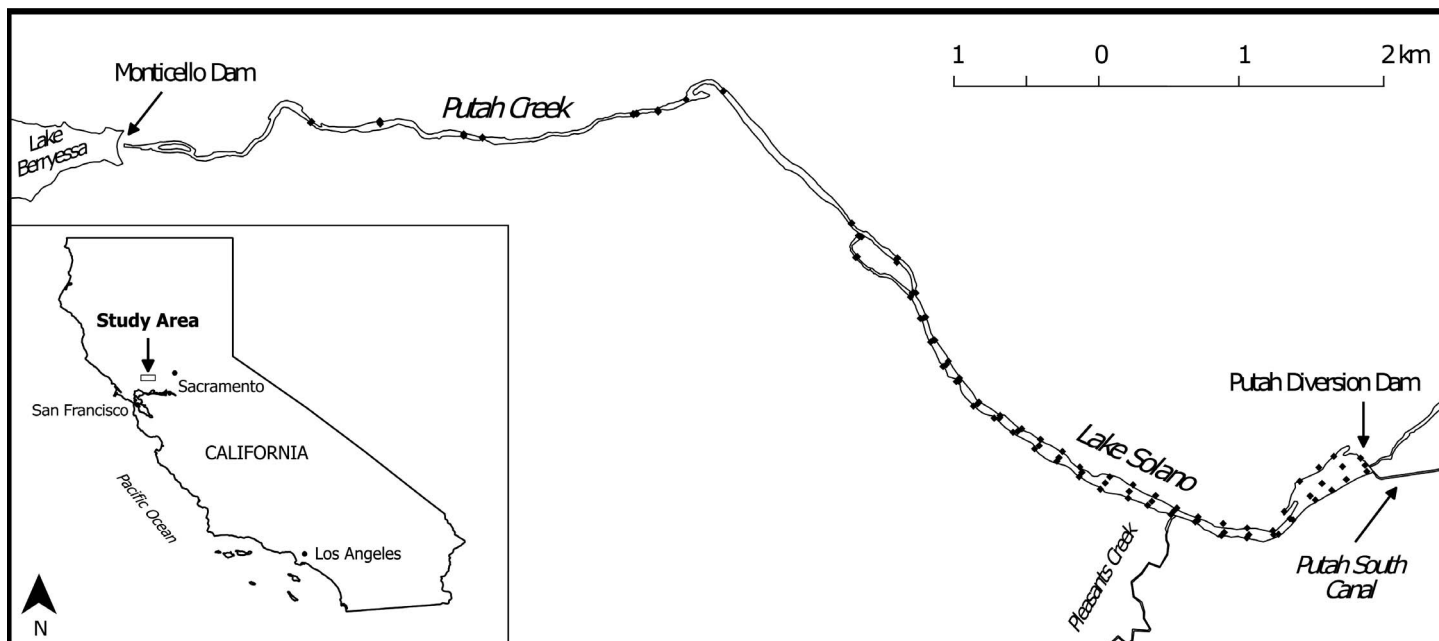 1 0 1 2 km
Monticello Dam
Putah Creek
Lake
Berryessa
Study Area
Sacramento
San Francisco
CALIFORNIA
Pacific Ocean
Los Angeles
N
Putah Diversion Dam
Lake Solano
Pleasants Creek
Putah South
Canal